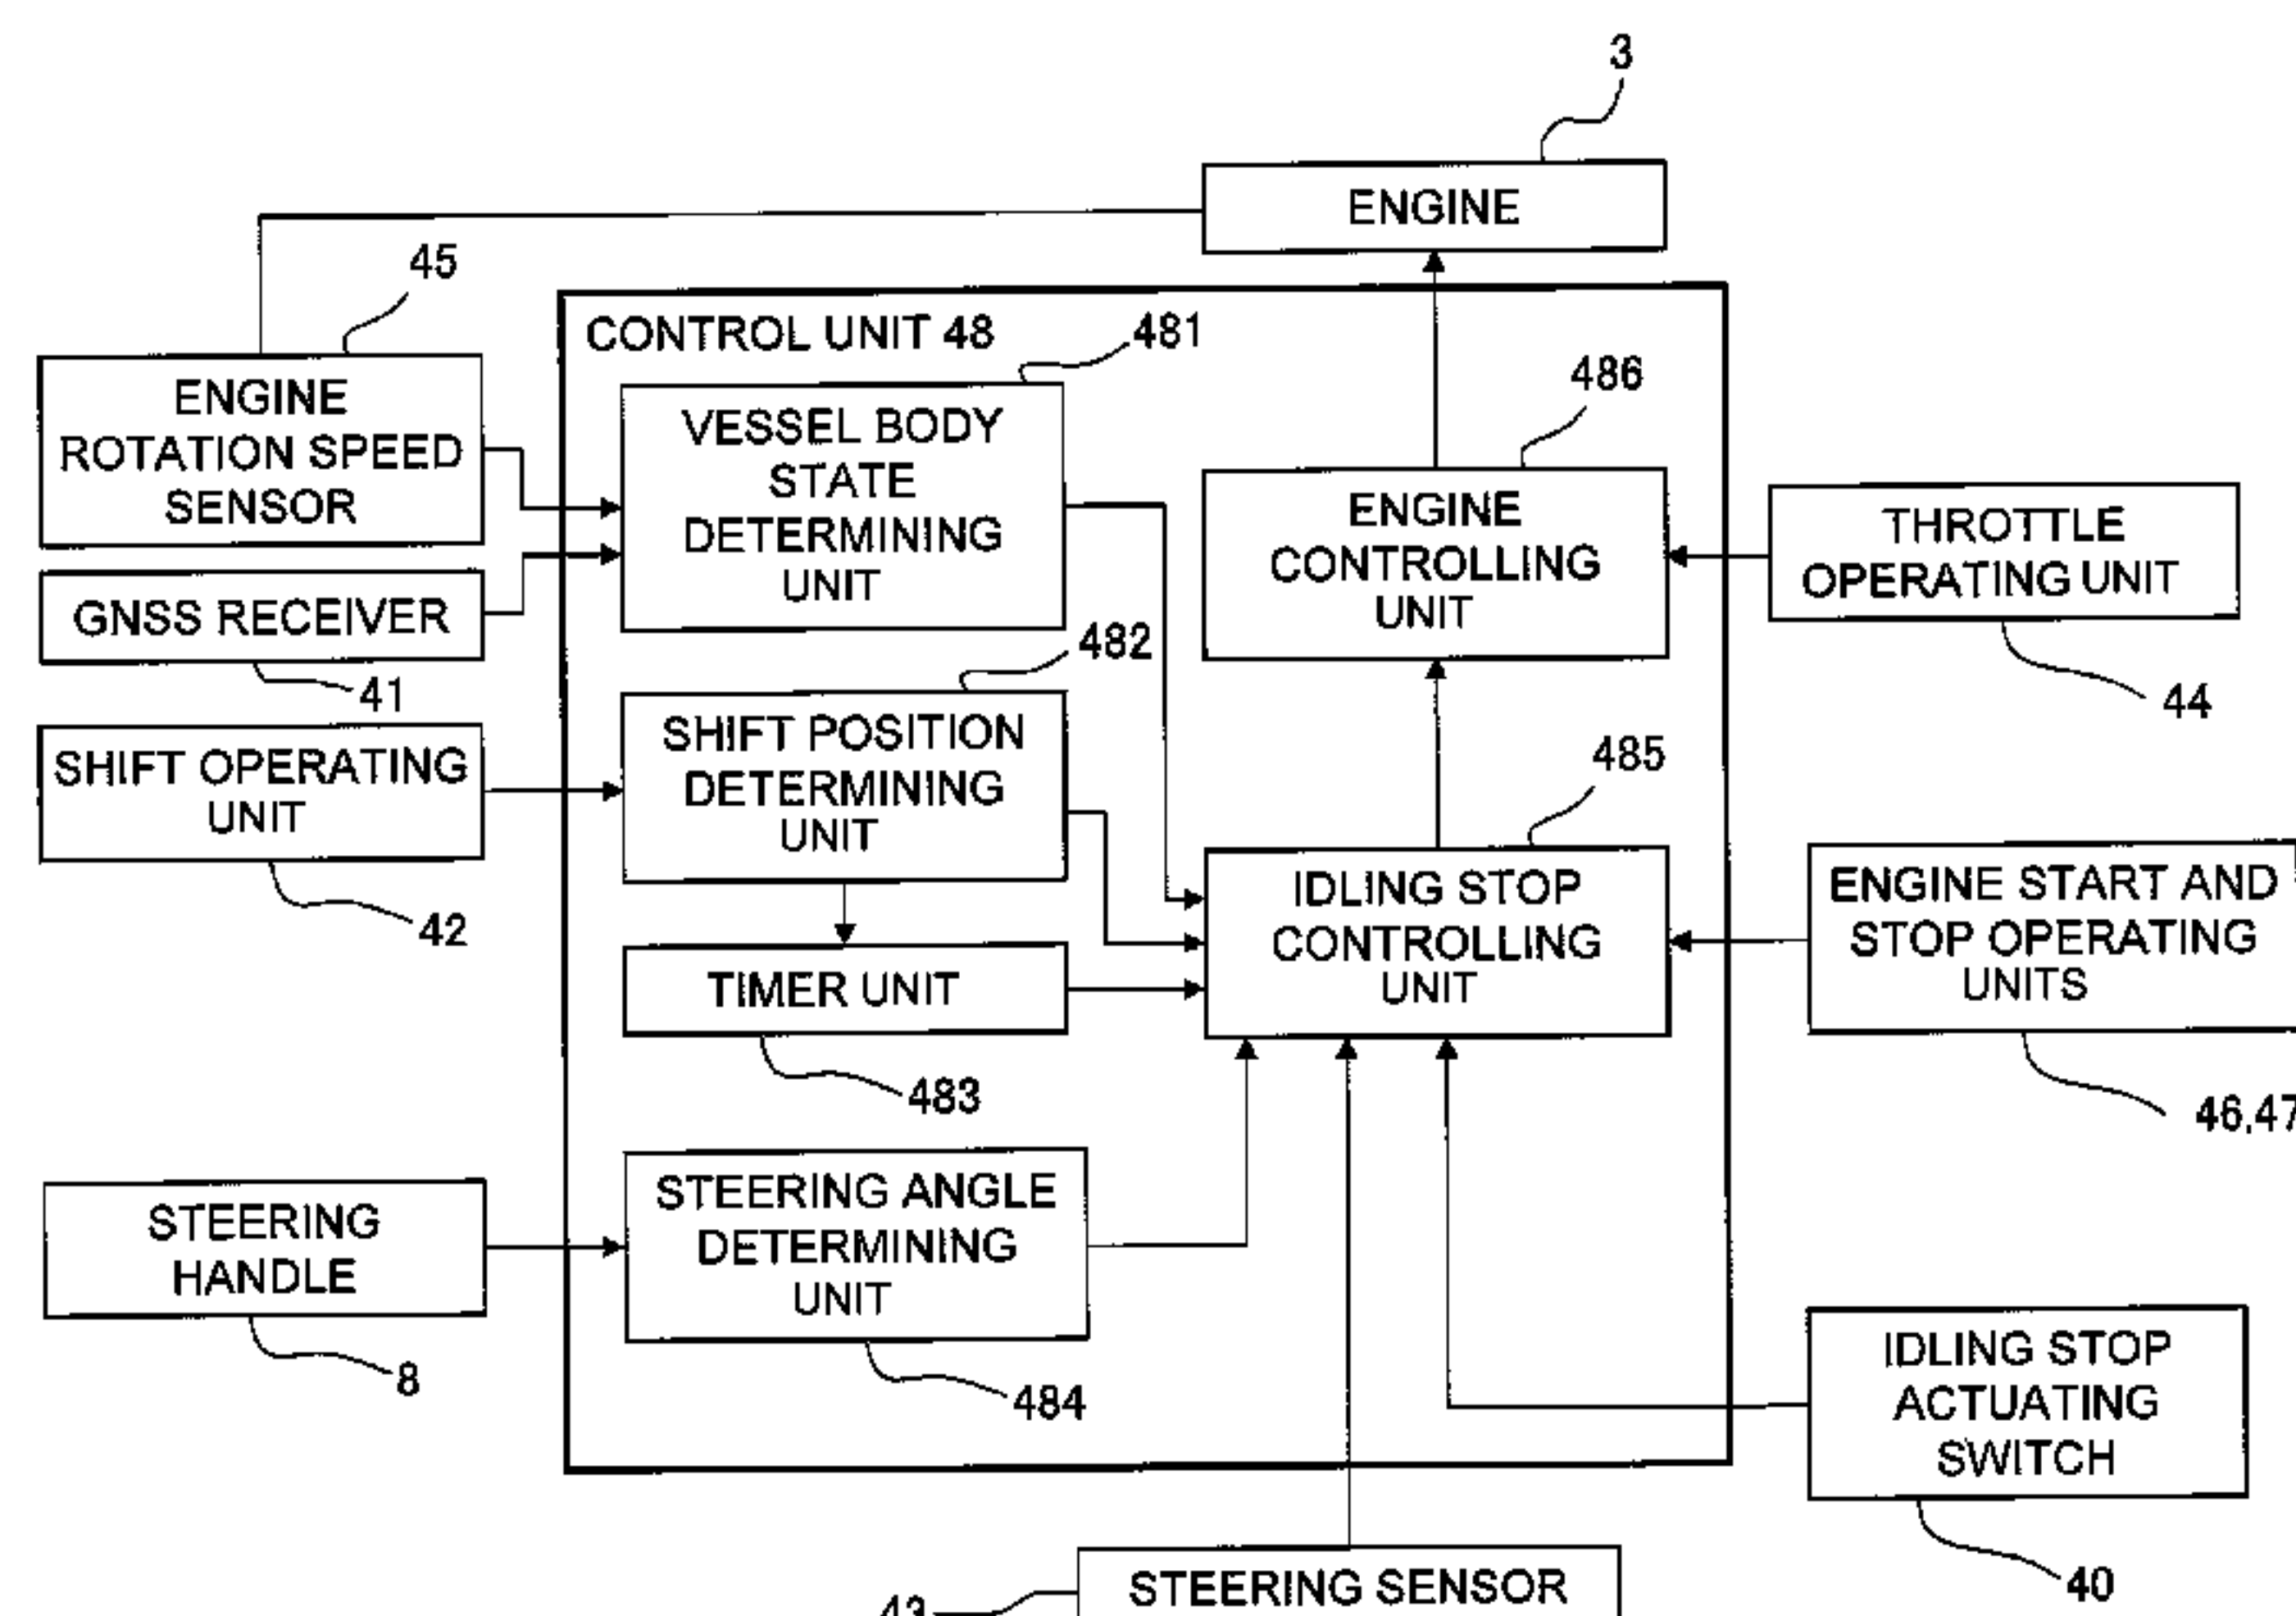 3
ENGINE
45
CONTROL UNIT 48
481
ENGINE
ROTATION SPEED
SENSOR
VESSEL BODY
STATE
DETERMINING
UNIT
486
ENGINE
CONTROLLING
UNIT
THROTTLE
OPERATING UNIT
GNSS RECEIVER
41
482
44
SHIFT OPERATING
UNIT
42
SHIFT POSITION
DETERMINING
UNIT
485
IDLING STOP
CONTROLLING
UNIT
ENGINE START AND
STOP OPERATING
UNITS
TIMER UNIT
483
46,47
STEERING
HANDLE
8
STEERING ANGLE
DETERMINING
UNIT
484
IDLING STOP
ACTUATING
SWITCH
40
STEERING SENSOR
43